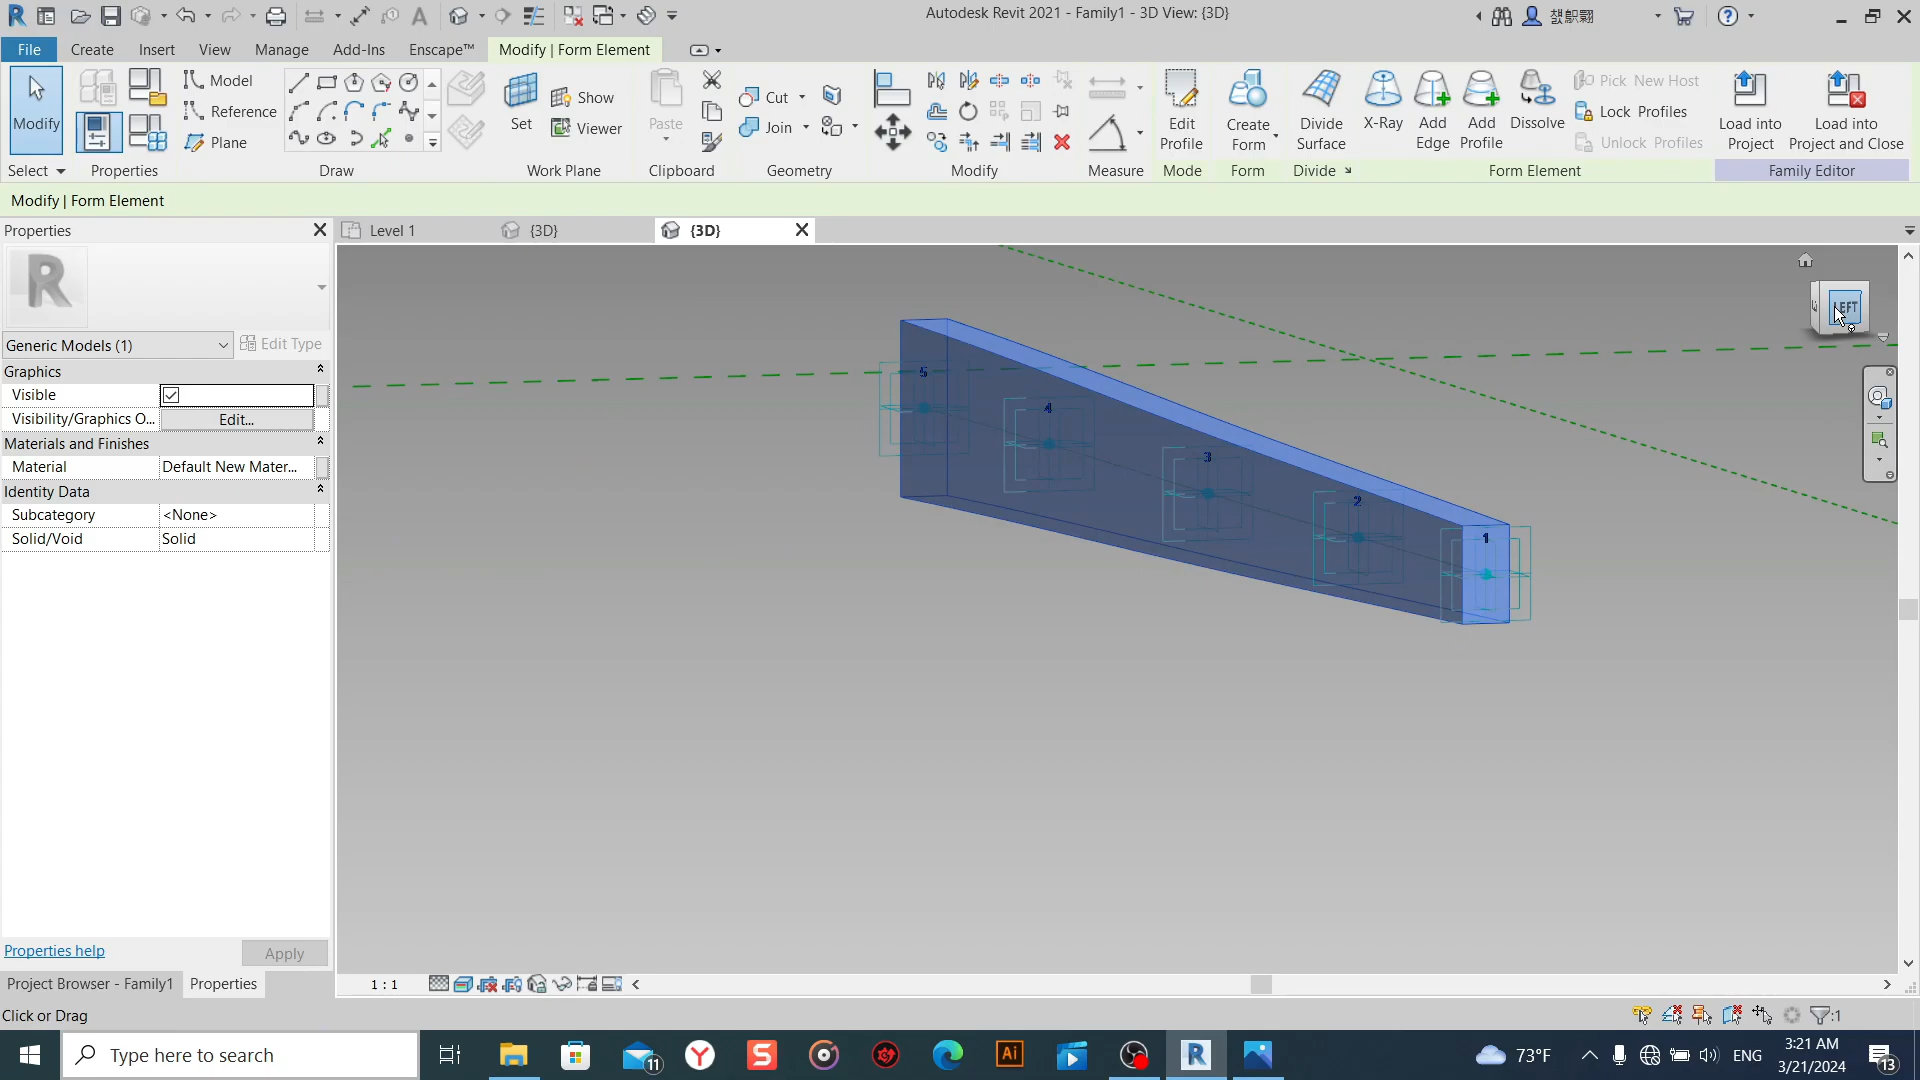 Autodesk Revit 2021 - Family1 - 3D View: {3D}
File
Create
Insert
View
Manage
Add-Ins
Enscape™
Modify | Form Element
Modify
Model
Reference
Plane
Set
Show
Viewer
Paste
Cut
Join
Edit
Profile
Create
Form
Divide
Surface
X-Ray
Add
Edge
Add
Profile
Dissolve
Pick New Host
Lock Profiles
Unlock Profiles
Load into
Project
Load into
Project and Close
Select
Properties
Draw
Work Plane
Clipboard
Geometry
Modify
Measure
Mode
Form
Divide
Form Element
Family Editor
Modify | Form Element
Properties
Level 1
{3D}
{3D}
R
Generic Models (1)
Edit Type
Graphics
Visible
Visibility/Graphics O...
Edit...
Materials and Finishes
Material
Default New Mater...
Identity Data
Subcategory
<None>
Solid/Void
Solid
5
4
3
2
1
LEFT
Properties help
Apply
Project Browser - Family1
Properties
1 : 1
Click or Drag
:1
Type here to search
11
Y
S
Ai
R
73°F
ENG
3:21 AM
3/21/2024
13